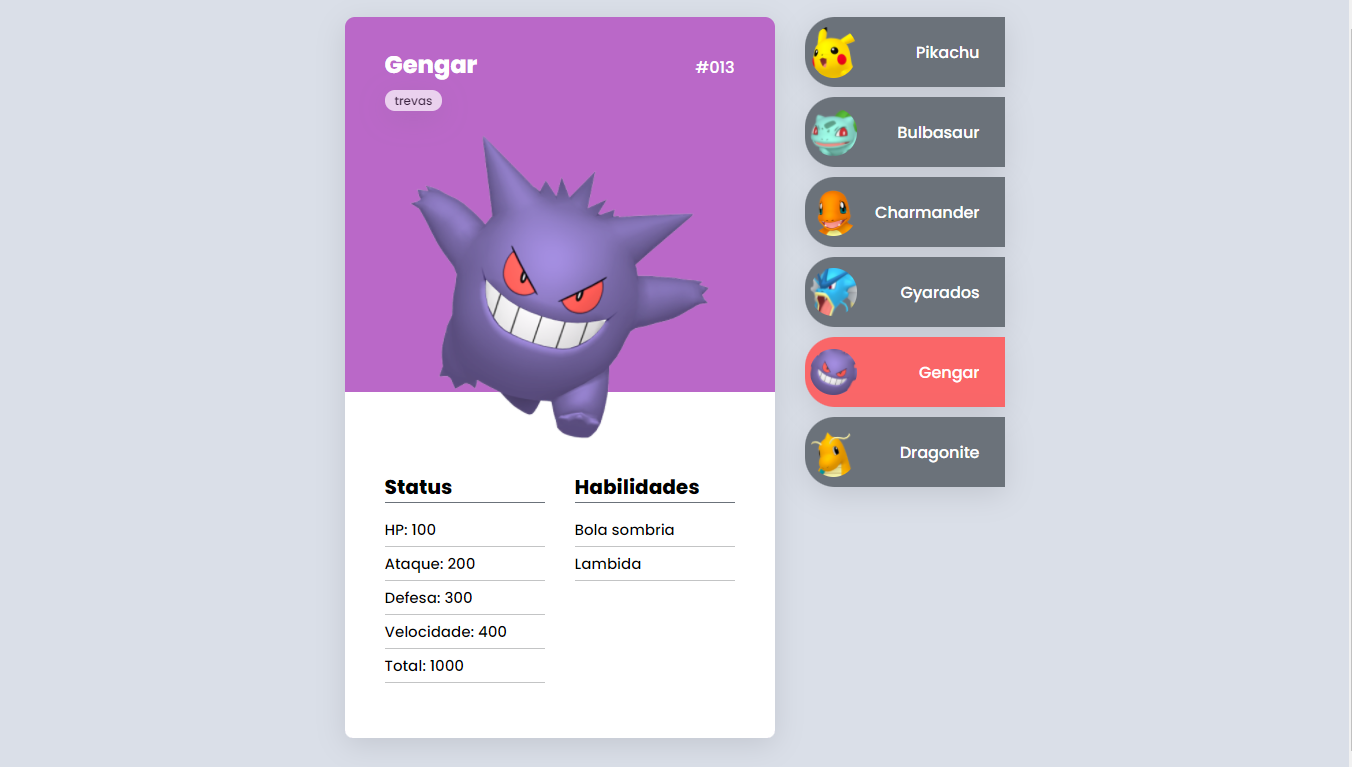 Gengar
#013
trevas
Status
HP: 100
Ataque: 200
Defesa: 300
Velocidade: 400
Total: 1000
Habilidades
Bola sombria
Lambida
Pikachu
Bulbasaur
Charmander
Gyarados
Gengar
Dragonite